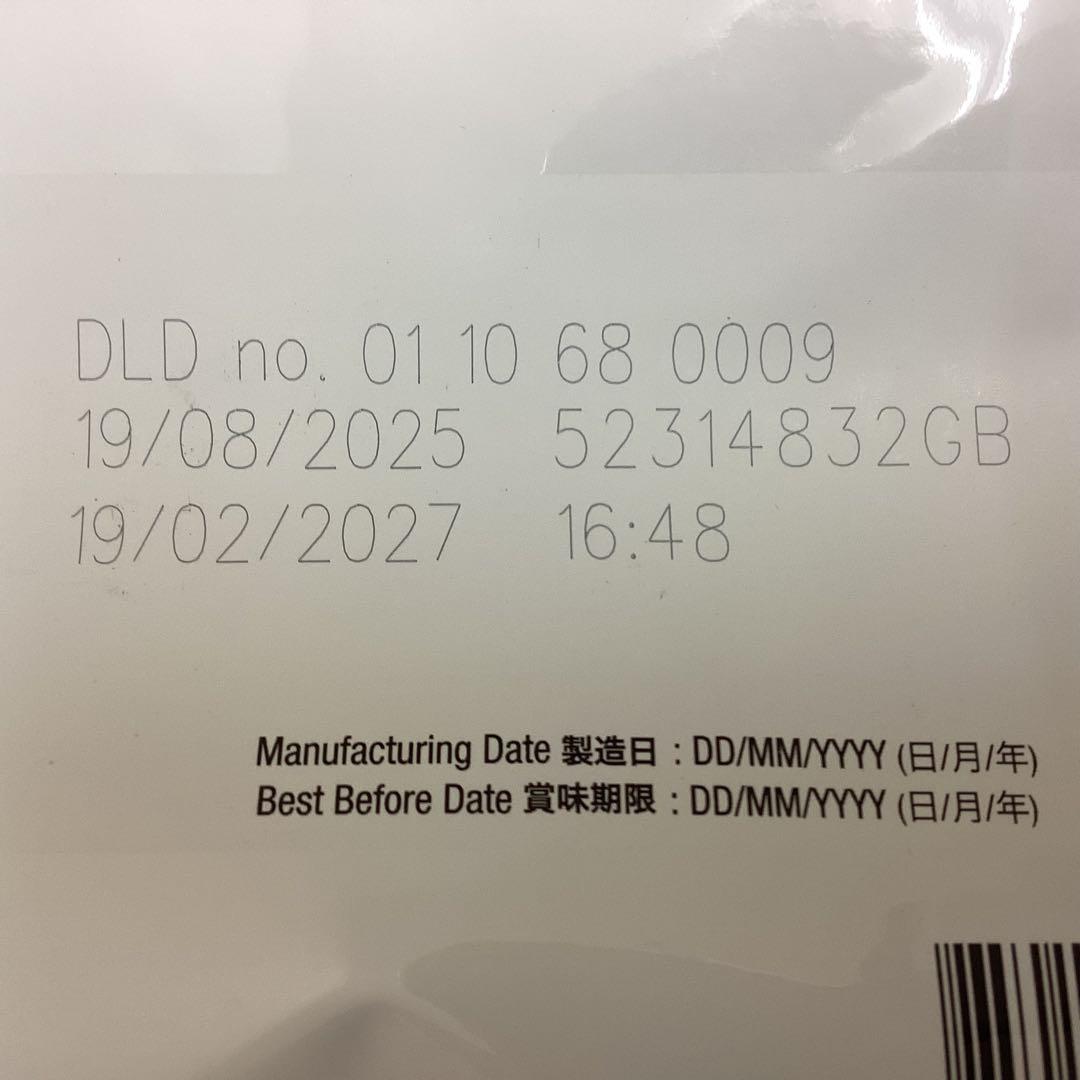 DLD no. 01 10 68 0009
19/08/2025 52314832GB
19/02/2027 16:48
Manufacturing Date 製造日 : DD/MM/YYYY (日/月/年)
Best Before Date 賞味期限 : DD/MM/YYYY (日/月/年)